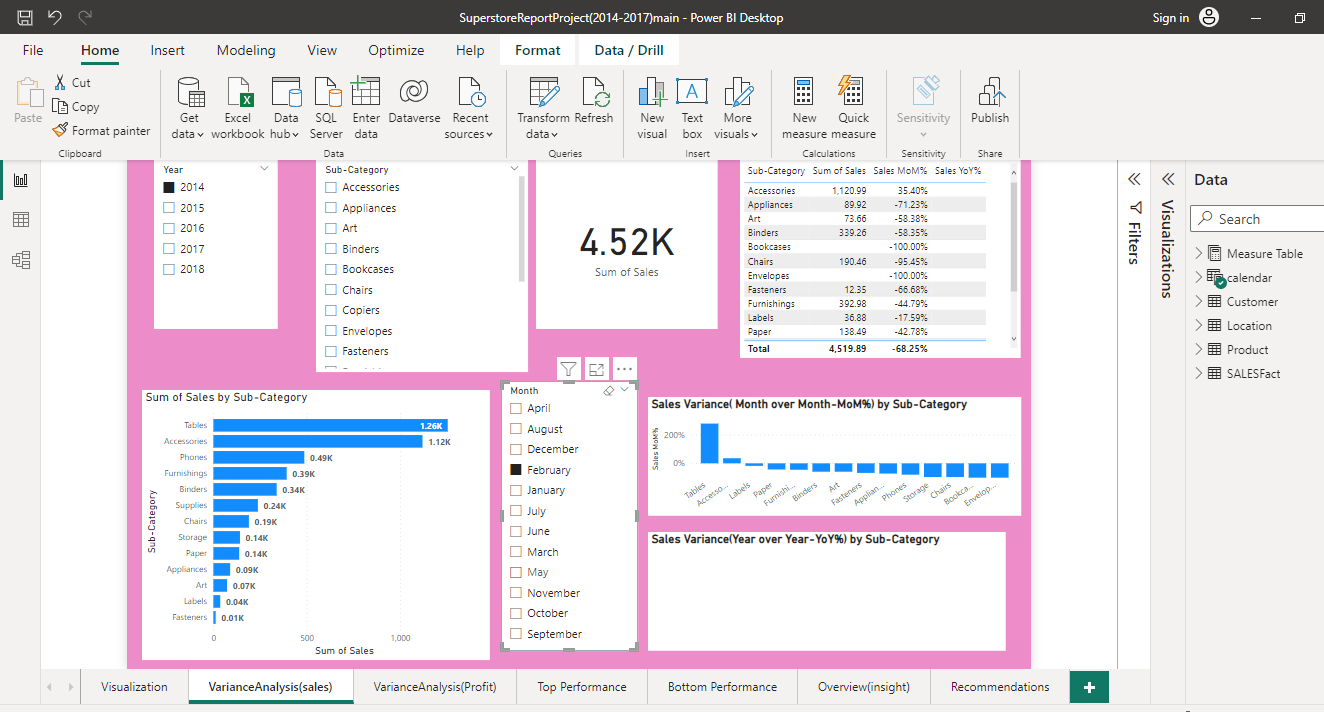 SuperstoreReportProject(2014-2017)main - Power BI Desktop
Sign in
File Home Insert Modeling View Optimize Help Format Data / Drill
Paste
Cut
Copy
Format painter
Clipboard
Get data
Excel workbook
Data hub
SQL Server
Enter data
Dataverse
Recent sources
Data
Transform data
Refresh
Queries
New visual
Text box
More visuals
Insert
New measure
Quick measure
Calculations
Sensitivity
Sensitivity
Publish
Share
Year
2014
2015
2016
2017
2018
Sub-Category
Accessories
Appliances
Art
Binders
Bookcases
Chairs
Copiers
Envelopes
Fasteners
4.52K
Sum of Sales
Sub-Category Sum of Sales Sales MoM% Sales YoY%
Accessories 1,120.99 35.40%
Appliances 89.92 -71.23%
Art 73.66 -58.38%
Binders 339.26 -58.35%
Bookcases -100.00%
Chairs 190.46 -95.45%
Envelopes -100.00%
Fasteners 12.35 -66.68%
Furnishings 392.98 -44.79%
Labels 36.88 -17.59%
Paper 138.49 -42.78%
Total 4,519.89 -68.25%
Sum of Sales by Sub-Category
Sub-Category
Tables 1.26K
Accessories 1.12K
Phones 0.49K
Furnishings 0.39K
Binders 0.34K
Supplies 0.24K
Chairs 0.19K
Storage 0.14K
Paper 0.14K
Appliances 0.09K
Art 0.07K
Labels 0.04K
Fasteners 0.01K
0 500 1,000
Sum of Sales
Month
April
August
December
February
January
July
June
March
May
November
October
September
Sales Variance( Month over Month-MoM%) by Sub-Category
Sales MoM%
200%
0%
Tables
Accesso...
Labels
Paper
Furnishi...
Binders
Art
Fasteners
Applian...
Phones
Storage
Chairs
Bookca...
Envelop...
Sales Variance(Year over Year-YoY%) by Sub-Category
Filters
Visualizations
Data
Search
Measure Table
calendar
Customer
Location
Product
SALESFact
Visualization VarianceAnalysis(sales) VarianceAnalysis(Profit) Top Performance Bottom Performance Overview(insight) Recommendations